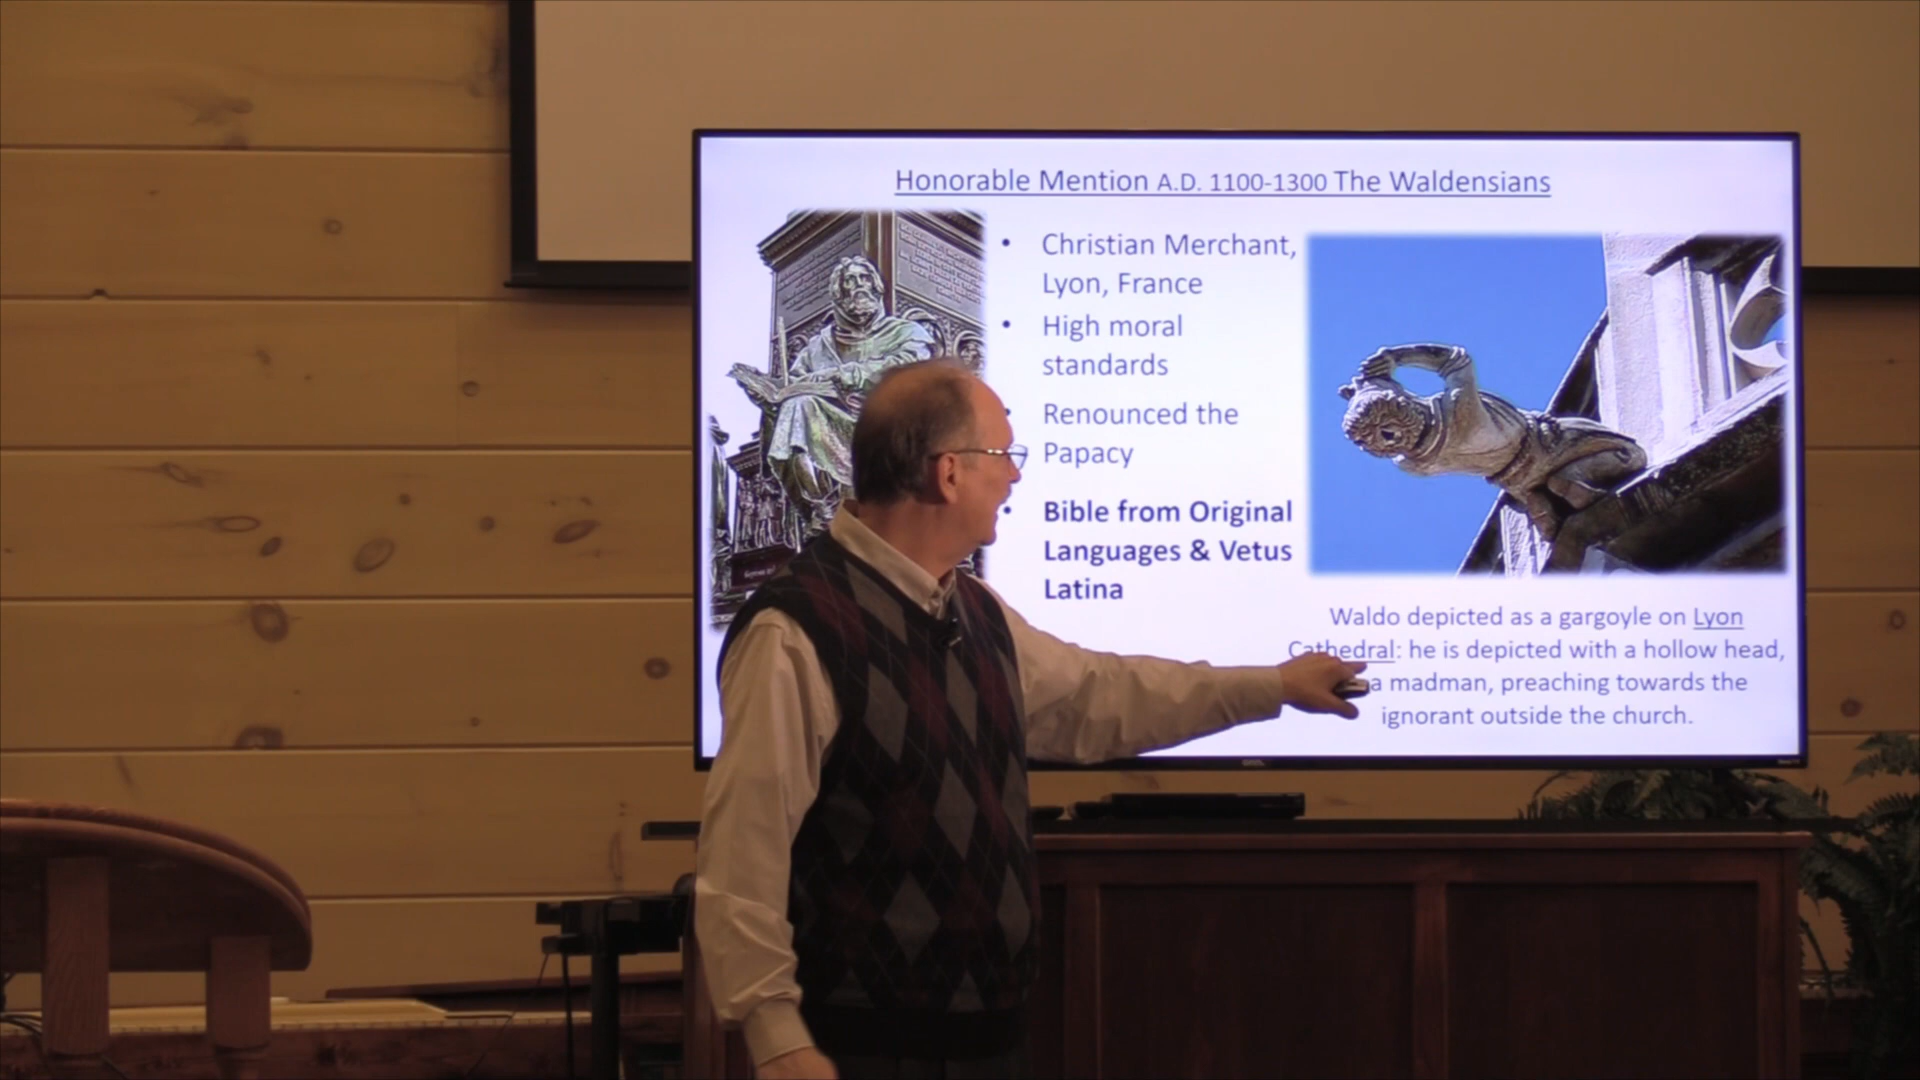 Honorable Mention A.D. 1100-1300 The Waldensians
• Christian Merchant,
Lyon, France
• High moral
standards
• Renounced the
Papacy
• Bible from Original
Languages & Vetus
Latina
Waldo depicted as a gargoyle on Lyon
Cathedral: he is depicted with a hollow head,
a madman, preaching towards the
ignorant outside the church.